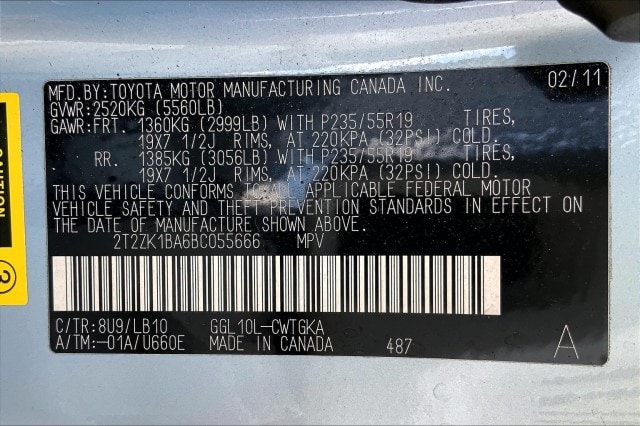 MFD.BY:TOYOTA MOTOR MANUFACTURING CANADA INC. 02/11
GVWR:2520KG (5560LB)
GAWR:FRT. 1360KG (2999LB) WITH P235/55R19 TIRES,
19X7 1/2J RIMS, AT 220KPA (32PSI) COLD.
RR. 1385KG (3056LB) WITH P235/55R19 TIRES,
19X7 1/2J RIMS, AT 220KPA (32PSI) COLD.
THIS VEHICLE CONFORMS TO ALL APPLICABLE FEDERAL MOTOR
VEHICLE SAFETY AND THEFT PREVENTION STANDARDS IN EFFECT ON
THE DATE OF MANUFACTURE SHOWN ABOVE.
2T2ZK1BA6BC055666 MPV
C/TR:8U9/LB10 GGL10L-CWTGKA
A/TM:-01A/U660E MADE IN CANADA 487 A
CAUTION
3